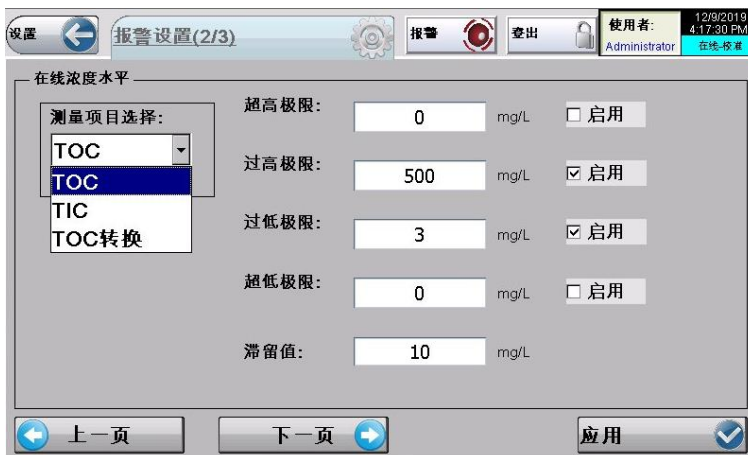 设置
报警设置(2/3)
报警
登出
使用者:
Administrator
12/9/2019
4:17:30 PM
在线-校准
在线浓度水平
测量项目选择:
TOC
TOC
TIC
TOC转换
超高极限: 0 mg/L 启用
过高极限: 500 mg/L 启用
过低极限: 3 mg/L 启用
超低极限: 0 mg/L 启用
滞留值: 10 mg/L
上一页
下一页
应用